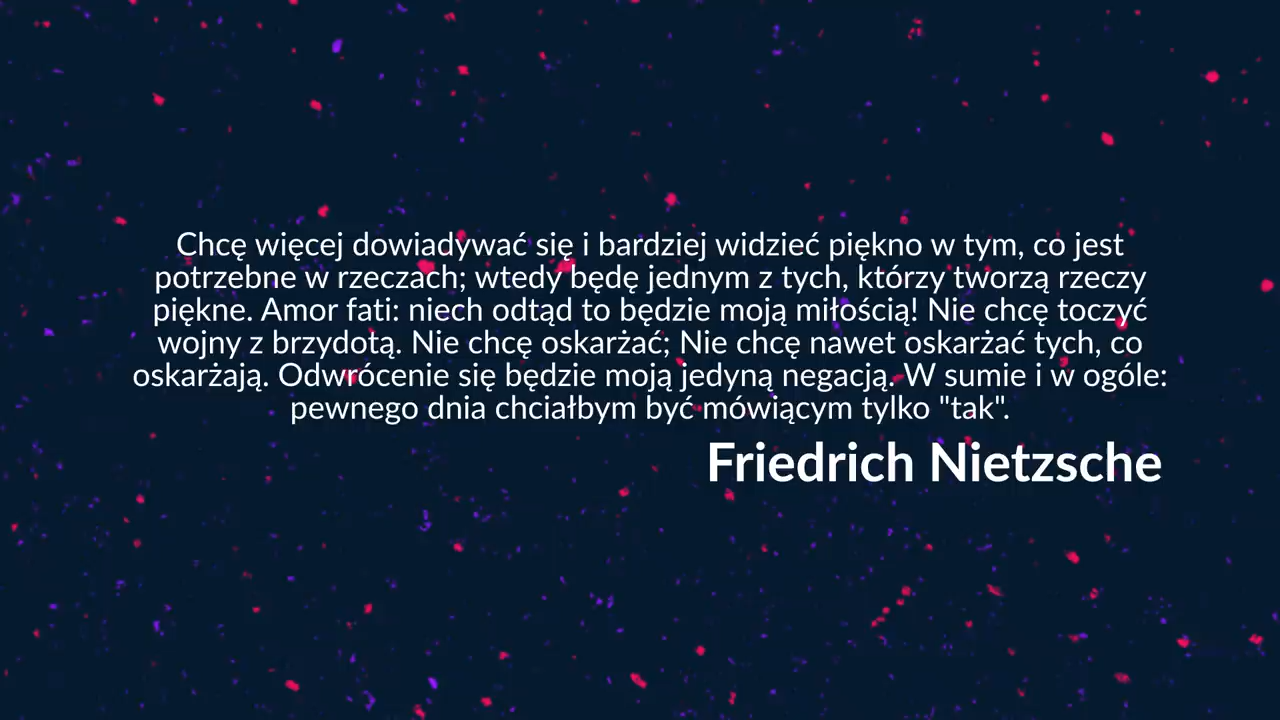 Chcę więcej dowiadywać się i bardziej widzieć piękno w tym, co jest
potrzebne w rzeczach; wtedy będę jednym z tych, którzy tworzą rzeczy
piękne. Amor fati: niech odtąd to będzie moją miłością! Nie chcę toczyć
wojny z brzydotą. Nie chcę oskarżać; Nie chcę nawet oskarżać tych, co
oskarżają. Odwrócenie się będzie moją jedyną negacją. W sumie i w ogóle:
pewnego dnia chciałbym być mówiącym tylko "tak".
Friedrich Nietzsche